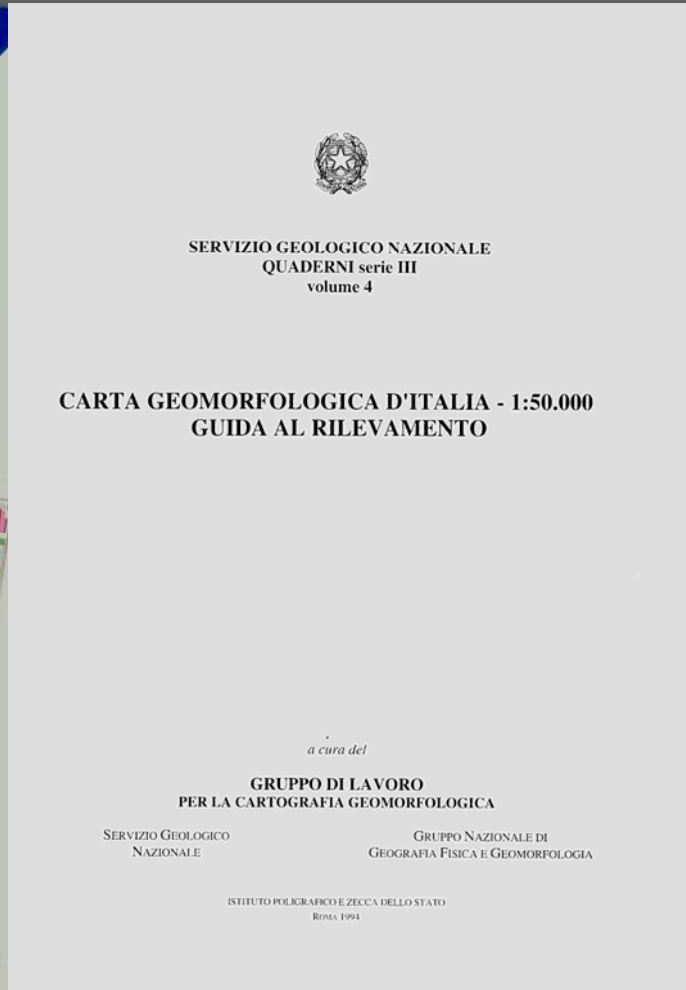 SERVIZIO GEOLOGICO NAZIONALE
QUADERNI serie III
volume 4
CARTA GEOMORFOLOGICA D'ITALIA - 1:50.000
GUIDA AL RILEVAMENTO
a cura del
GRUPPO DI LAVORO
PER LA CARTOGRAFIA GEOMORFOLOGICA
SERVIZIO GEOLOGICO
NAZIONALE
GRUPPO NAZIONALE DI
GEOGRAFIA FISICA E GEOMORFOLOGIA
ISTITUTO POLIGRAFICO E ZECCA DELLO STATO
ROMA 1994